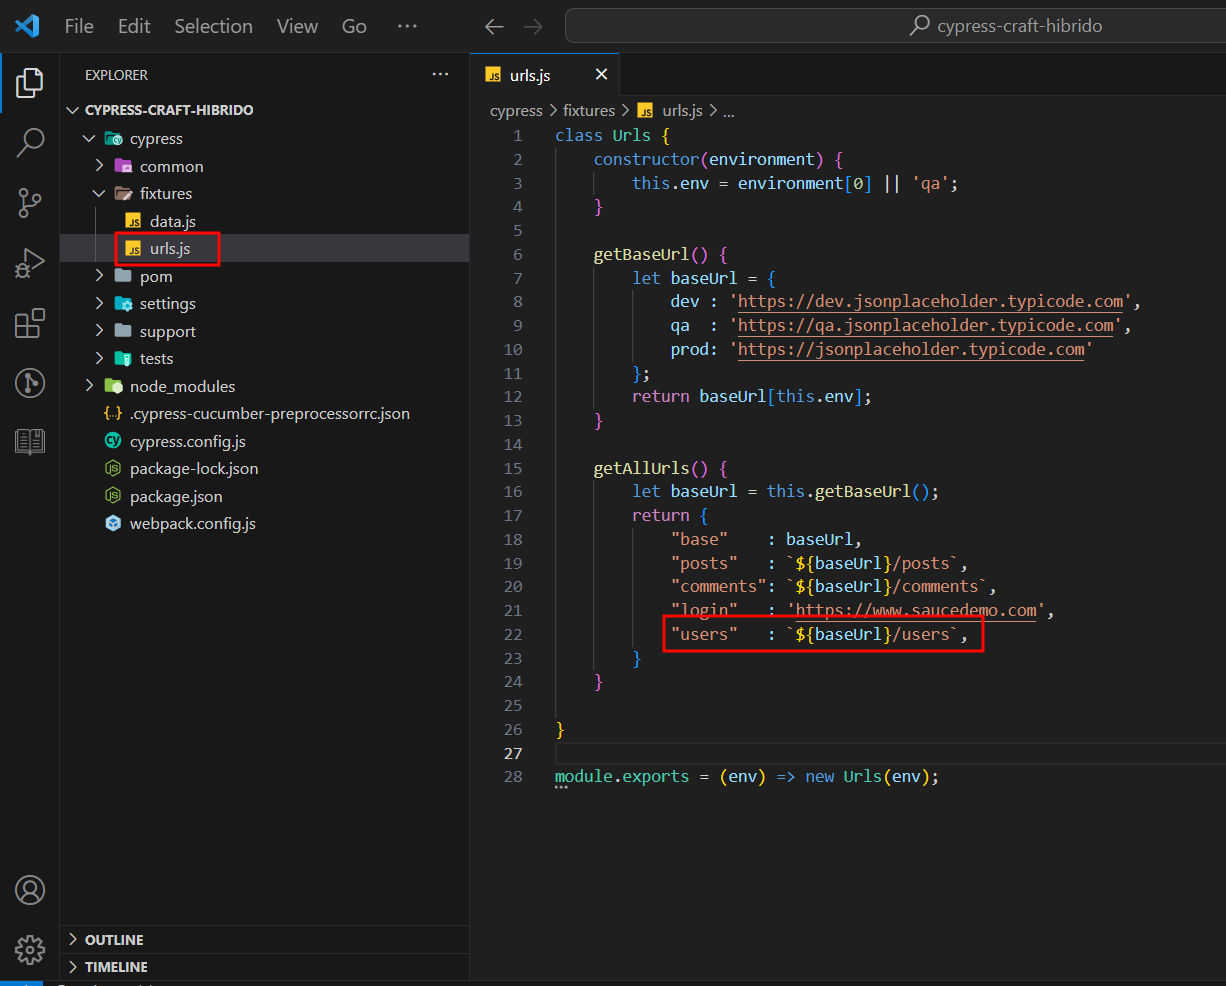 File Edit Selection View Go ··· cypress-craft-hibrido
EXPLORER ···
CYPRESS-CRAFT-HIBRIDO
cypress
common
fixtures
data.js
urls.js
pom
settings
support
tests
node_modules
.cypress-cucumber-preprocessorrc.json
cypress.config.js
package-lock.json
package.json
webpack.config.js
OUTLINE
TIMELINE
urls.js
cypress > fixtures > urls.js > ...
1 class Urls {
2 constructor(environment) {
3 this.env = environment[0] || 'qa';
4 }
5
6 getBaseUrl() {
7 let baseUrl = {
8 dev : 'https://dev.jsonplaceholder.typicode.com',
9 qa  : 'https://qa.jsonplaceholder.typicode.com',
10 prod: 'https://jsonplaceholder.typicode.com'
11 };
12 return baseUrl[this.env];
13 }
14
15 getAllUrls() {
16 let baseUrl = this.getBaseUrl();
17 return {
18 "base"    : baseUrl,
19 "posts"   : `${baseUrl}/posts`,
20 "comments": `${baseUrl}/comments`,
21 "login"   : 'https://www.saucedemo.com',
22 "users"   : `${baseUrl}/users`,
23 }
24 }
25
26 }
27
28 module.exports = (env) => new Urls(env);